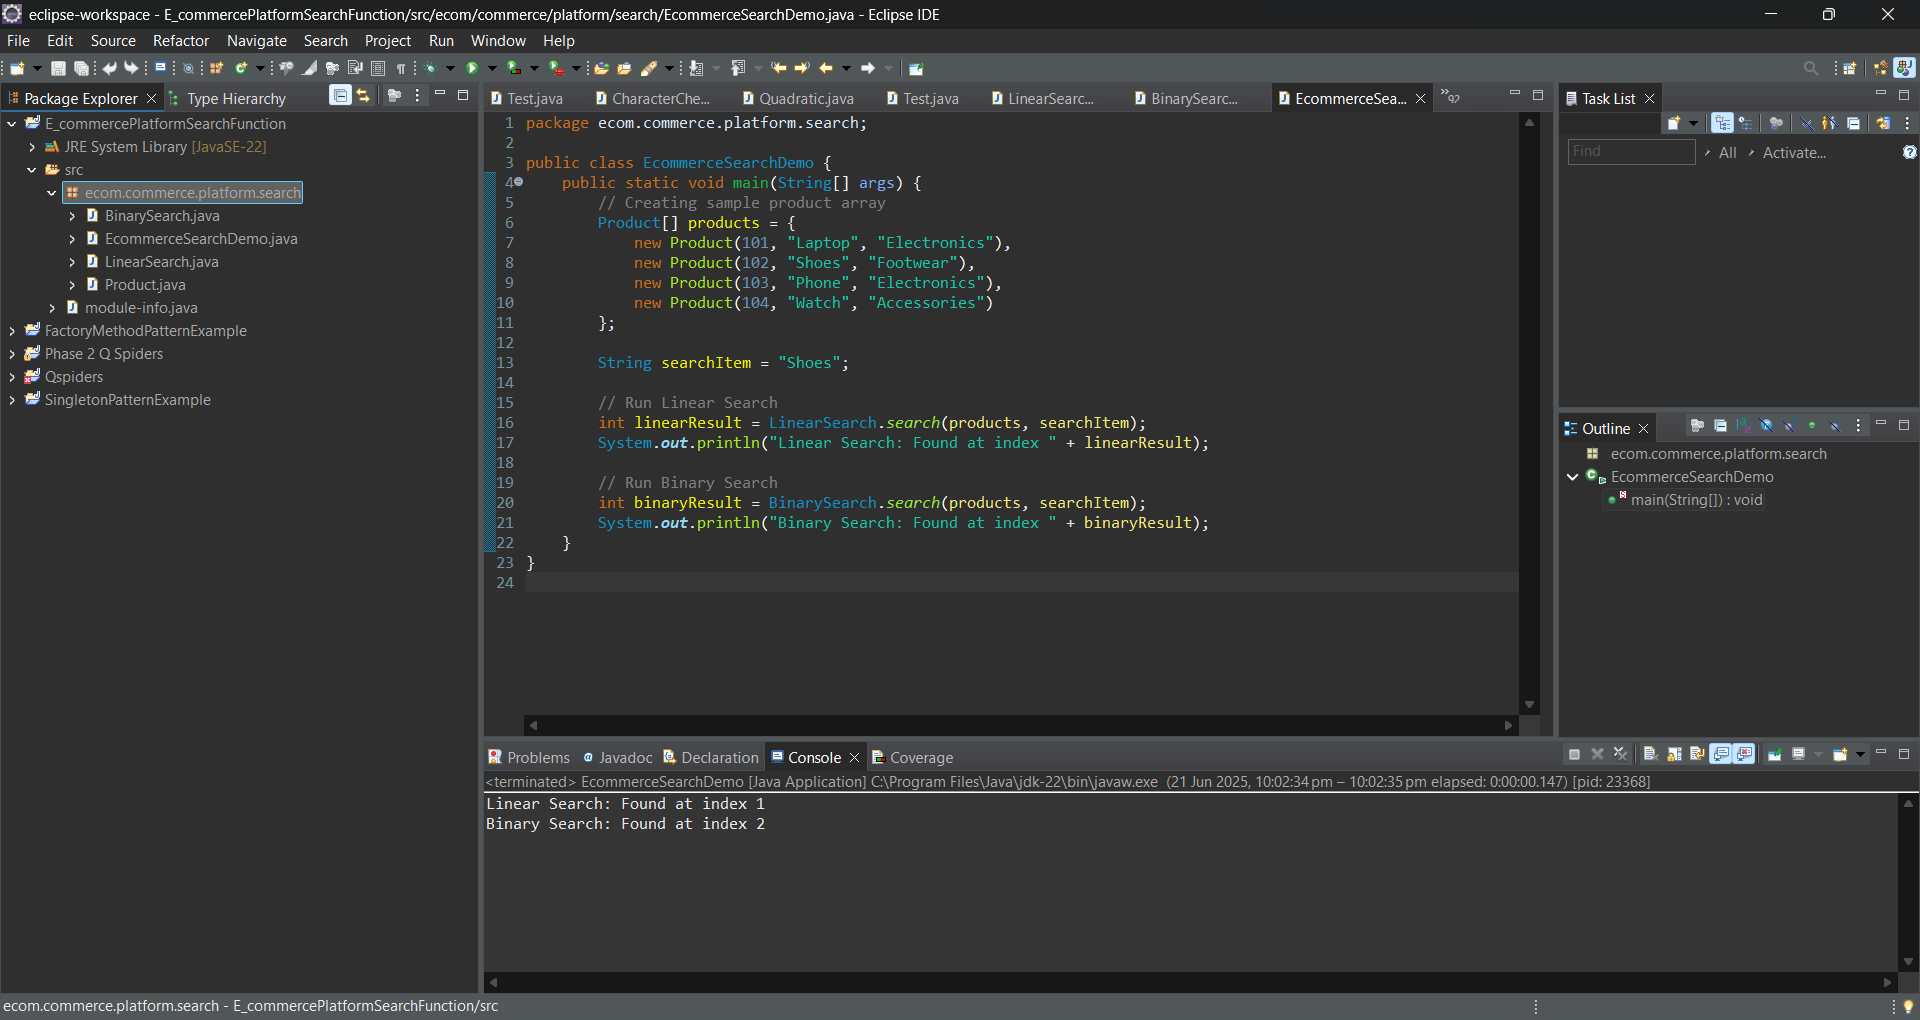 eclipse-workspace - E_commercePlatformSearchFunction/src/ecom/commerce/platform/search/EcommerceSearchDemo.java - Eclipse IDE
File Edit Source Refactor Navigate Search Project Run Window Help
Package Explorer Type Hierarchy
E_commercePlatformSearchFunction
JRE System Library [JavaSE-22]
src
ecom.commerce.platform.search
BinarySearch.java
EcommerceSearchDemo.java
LinearSearch.java
Product.java
module-info.java
FactoryMethodPatternExample
Phase 2 Q Spiders
Qspiders
SingletonPatternExample
Test.java CharacterChe... Quadratic.java Test.java LinearSearc... BinarySearc... EcommerceSea... »92
1 package ecom.commerce.platform.search;
2
3 public class EcommerceSearchDemo {
4 public static void main(String[] args) {
5 // Creating sample product array
6 Product[] products = {
7 new Product(101, "Laptop", "Electronics"),
8 new Product(102, "Shoes", "Footwear"),
9 new Product(103, "Phone", "Electronics"),
10 new Product(104, "Watch", "Accessories")
11 };
12
13 String searchItem = "Shoes";
14
15 // Run Linear Search
16 int linearResult = LinearSearch.search(products, searchItem);
17 System.out.println("Linear Search: Found at index " + linearResult);
18
19 // Run Binary Search
20 int binaryResult = BinarySearch.search(products, searchItem);
21 System.out.println("Binary Search: Found at index " + binaryResult);
22 }
23 }
24
Task List
Find All Activate...
Outline
ecom.commerce.platform.search
EcommerceSearchDemo
main(String[]) : void
Problems Javadoc Declaration Console Coverage
<terminated> EcommerceSearchDemo [Java Application] C:\Program Files\Java\jdk-22\bin\javaw.exe (21 Jun 2025, 10:02:34 pm – 10:02:35 pm elapsed: 0:00:00.147) [pid: 23368]
Linear Search: Found at index 1
Binary Search: Found at index 2
ecom.commerce.platform.search - E_commercePlatformSearchFunction/src